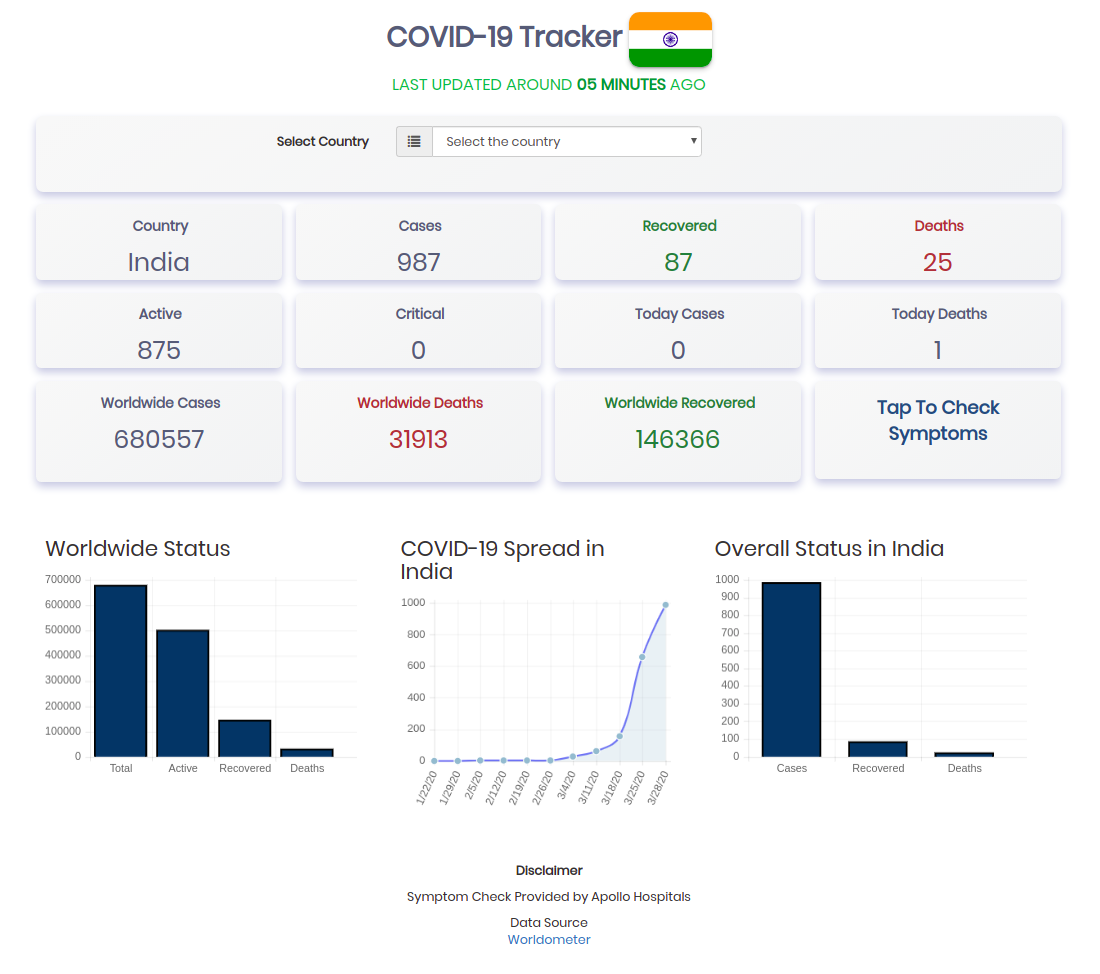 COVID-19 Tracker
LAST UPDATED AROUND 05 MINUTES AGO
Select Country
Select the country
Country
India
Cases
987
Recovered
87
Deaths
25
Active
875
Critical
0
Today Cases
0
Today Deaths
1
Worldwide Cases
680557
Worldwide Deaths
31913
Worldwide Recovered
146366
Tap To Check
Symptoms
Worldwide Status
700000
600000
500000
400000
300000
200000
100000
0
Total Active Recovered Deaths
COVID-19 Spread in
India
1000
800
600
400
200
0
1/22/20 1/29/20 2/5/20 2/12/20 2/19/20 2/26/20 3/4/20 3/11/20 3/18/20 3/25/20 3/28/20
Overall Status in India
1000
900
800
700
600
500
400
300
200
100
0
Cases Recovered Deaths
Disclaimer
Symptom Check Provided by Apollo Hospitals
Data Source
Worldometer